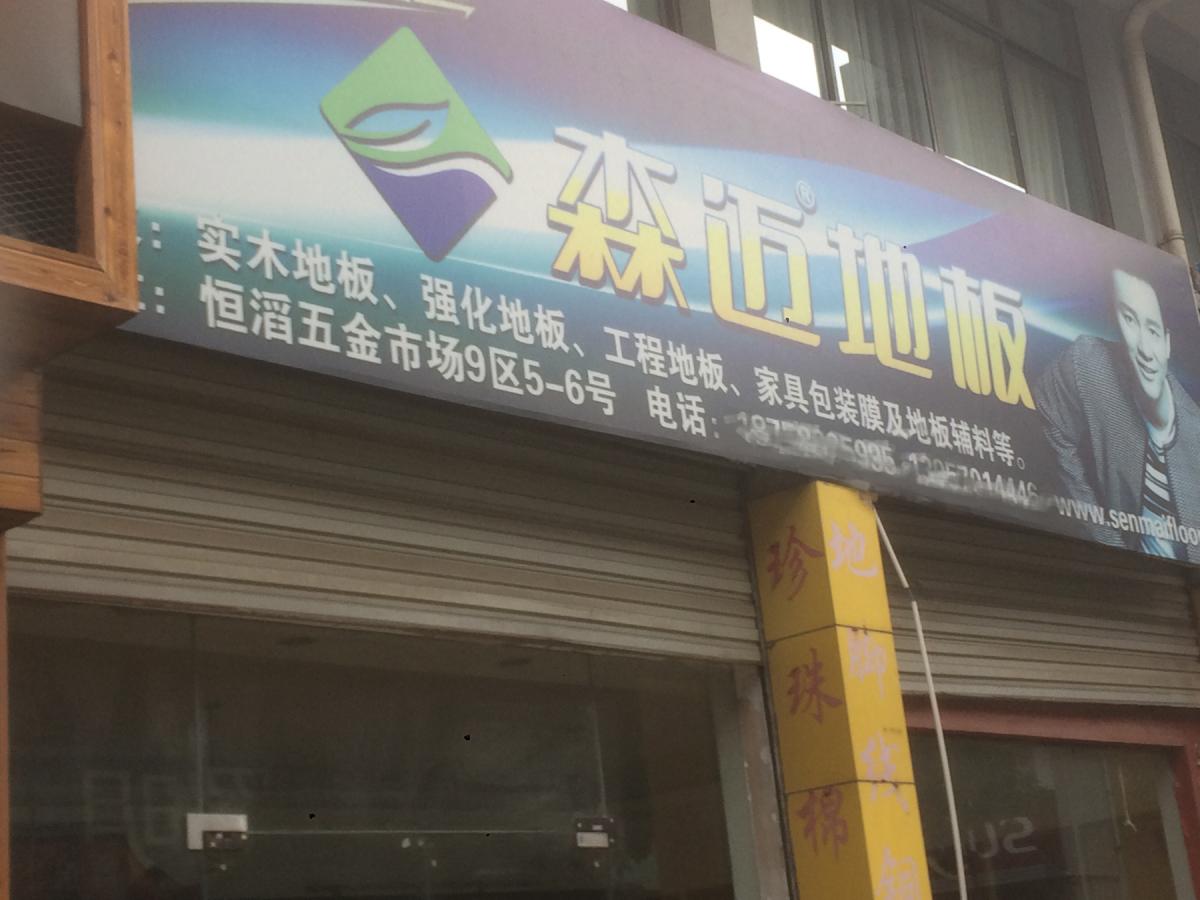 森迈®地板
：实木地板、强化地板、工程地板、家具包装膜及地板辅料等。
：恒滔五金市场9区5-6号 电话：
www.senmaifloor
珍珠棉
地脚线